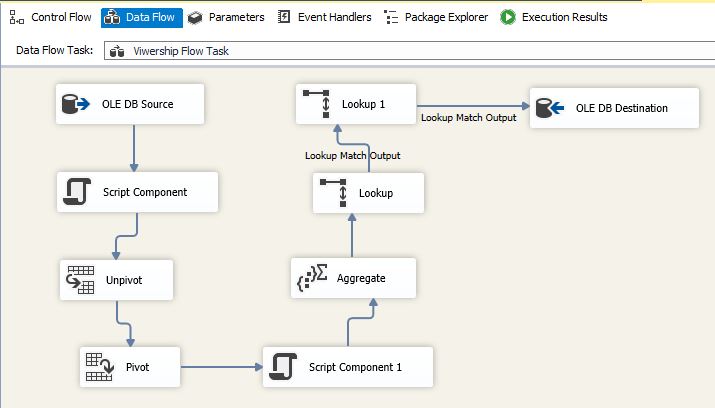 Control Flow Data Flow Parameters Event Handlers Package Explorer Execution Results
Data Flow Task: Viwership Flow Task
OLE DB Source
Script Component
Unpivot
Pivot
Script Component 1
Aggregate
Lookup
Lookup Match Output
Lookup 1
Lookup Match Output
OLE DB Destination